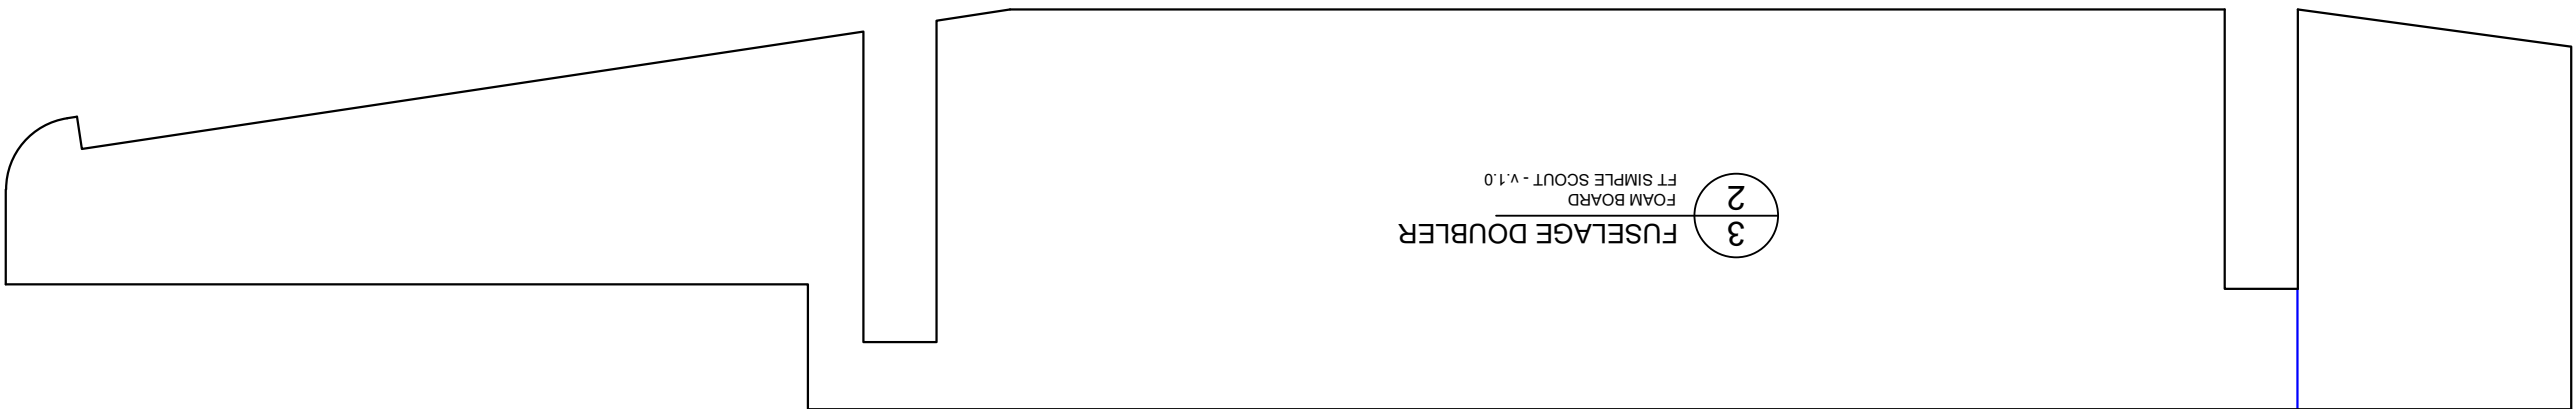 3
2
FUSELAGE DOUBLER
FOAM BOARD
FT SIMPLE SCOUT - v.1.0